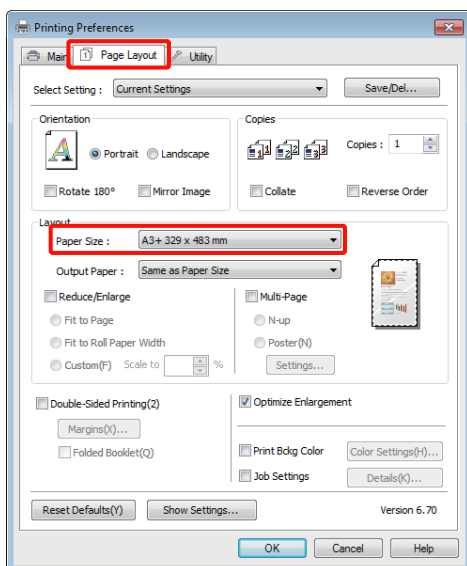 Printing Preferences
Main Page Layout Utility
Select Setting : Current Settings Save/Del...
Orientation Copies
Portrait Landscape Copies : 1
Rotate 180° Mirror Image Collate Reverse Order
Layout
Paper Size : A3+ 329 x 483 mm
Output Paper : Same as Paper Size
Reduce/Enlarge Multi-Page
Fit to Page N-up
Fit to Roll Paper Width Poster(N)
Custom(F) Scale to % Settings...
Double-Sided Printing(2) Optimize Enlargement
Margins(X)...
Folded Booklet(Q) Print Bckg Color Color Settings(H)...
Job Settings Details(K)...
Reset Defaults(Y) Show Settings... Version 6.70
OK Cancel Help